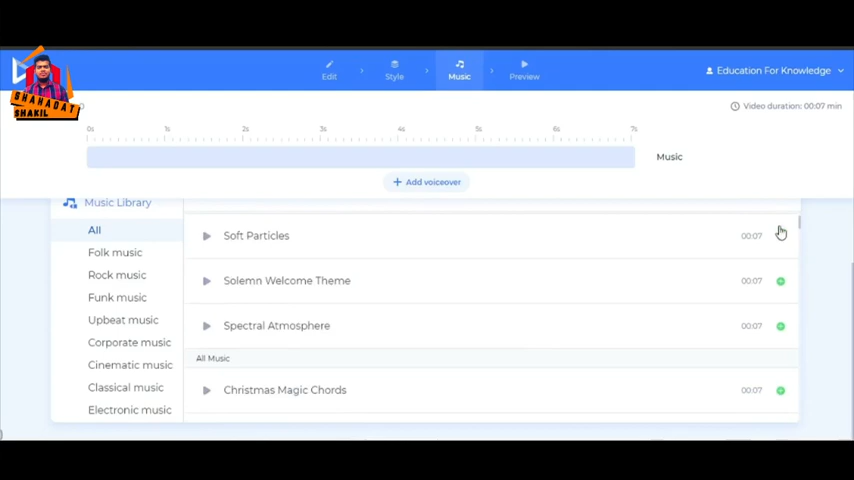 Edit
Style
Music
Preview
Education For Knowledge
SHAHADAT
SHAKIL
Video duration: 00:07 min
0s 1s 2s 3s 4s 5s 6s 7s
Music
+ Add voiceover
Music Library
All
Folk music
Rock music
Funk music
Upbeat music
Corporate music
Cinematic music
Classical music
Electronic music
Soft Particles 00:07
Solemn Welcome Theme 00:07
Spectral Atmosphere 00:07
All Music
Christmas Magic Chords 00:07